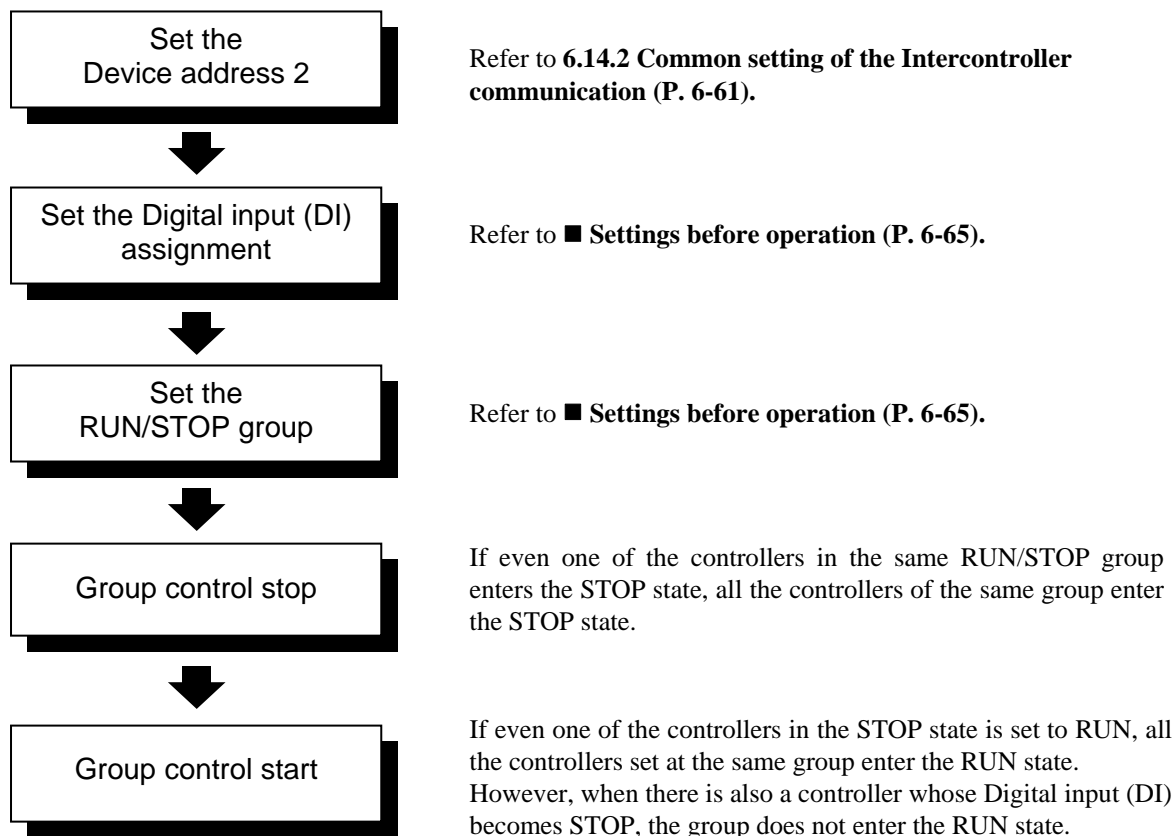 Set the
Device address 2
Refer to 6.14.2 Common setting of the Intercontroller
communication (P. 6-61).
Set the Digital input (DI)
assignment
Refer to ■ Settings before operation (P. 6-65).
Set the
RUN/STOP group
Refer to ■ Settings before operation (P. 6-65).
Group control stop
If even one of the controllers in the same RUN/STOP group
enters the STOP state, all the controllers of the same group enter
the STOP state.
Group control start
If even one of the controllers in the STOP state is set to RUN, all
the controllers set at the same group enter the RUN state.
However, when there is also a controller whose Digital input (DI)
becomes STOP, the group does not enter the RUN state.